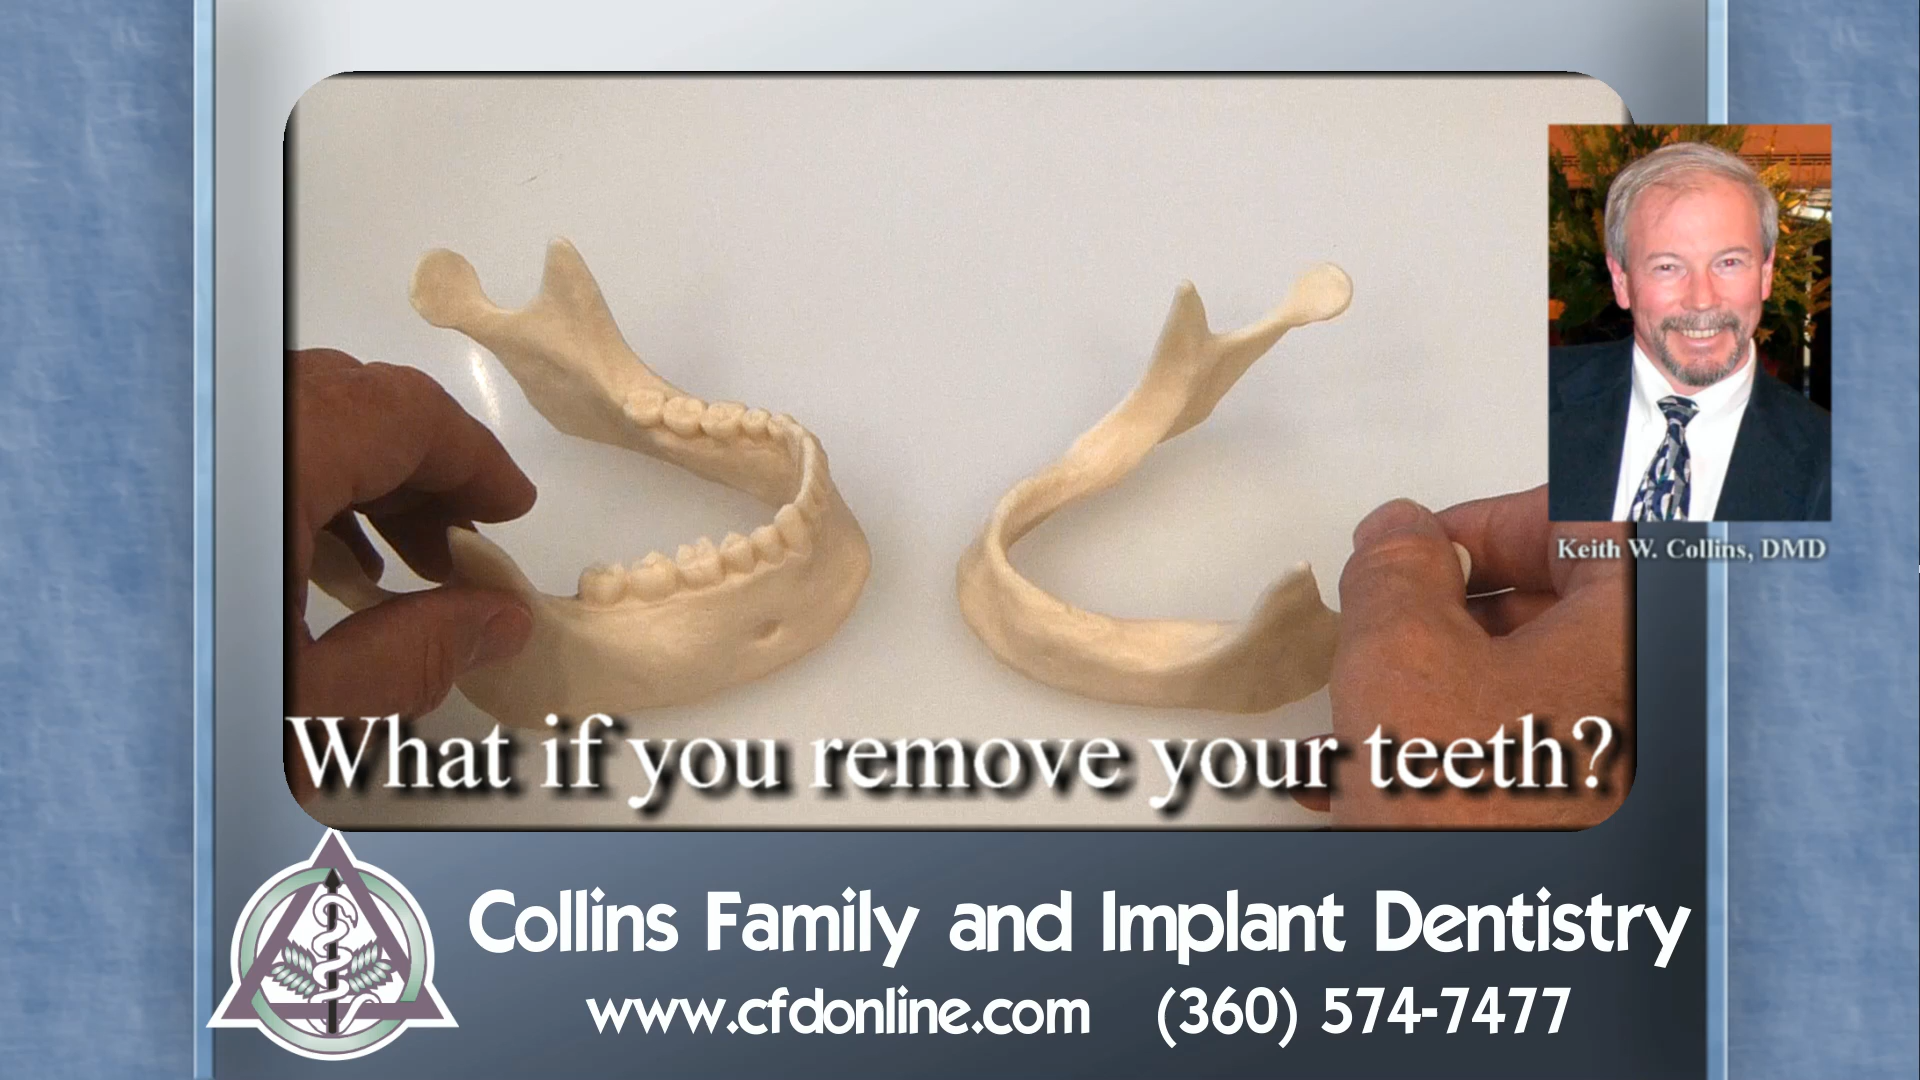 Keith W. Collins, DMD
What if you remove your teeth?
Collins Family and Implant Dentistry
www.cfdonline.com (360) 574-7477